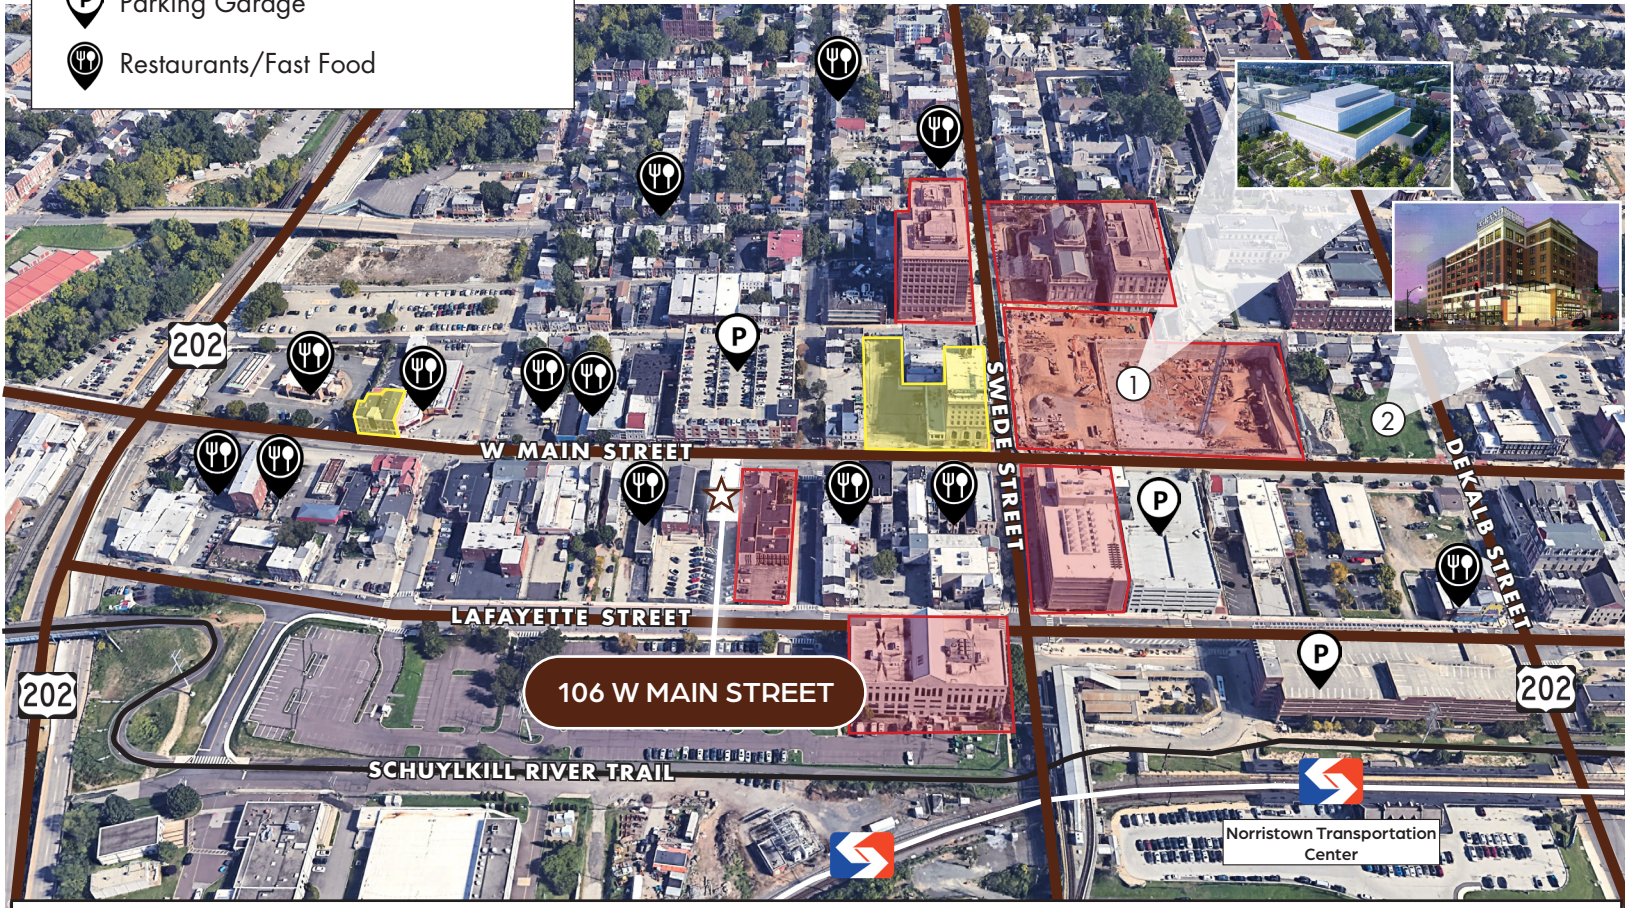 P Parking Garage
Restaurants/Fast Food
202
P
1
2
W MAIN STREET
SWEDE STREET
DEKALB STREET
P
LAFAYETTE STREET
P
106 W MAIN STREET
202
202
SCHUYLKILL RIVER TRAIL
Norristown Transportation
Center